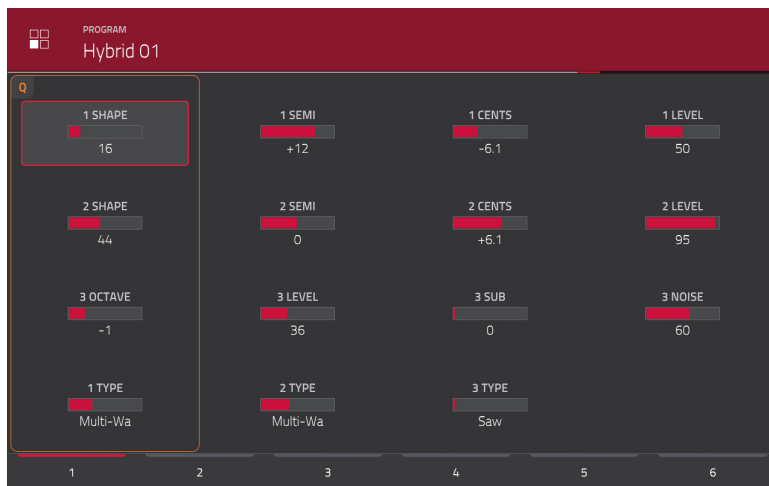 PROGRAM
Hybrid 01
Q
1 SHAPE 1 SEMI 1 CENTS 1 LEVEL
16 +12 -6.1 50
2 SHAPE 2 SEMI 2 CENTS 2 LEVEL
44 0 +6.1 95
3 OCTAVE 3 LEVEL 3 SUB 3 NOISE
-1 36 0 60
1 TYPE 2 TYPE 3 TYPE
Multi-Wa Multi-Wa Saw
1 2 3 4 5 6